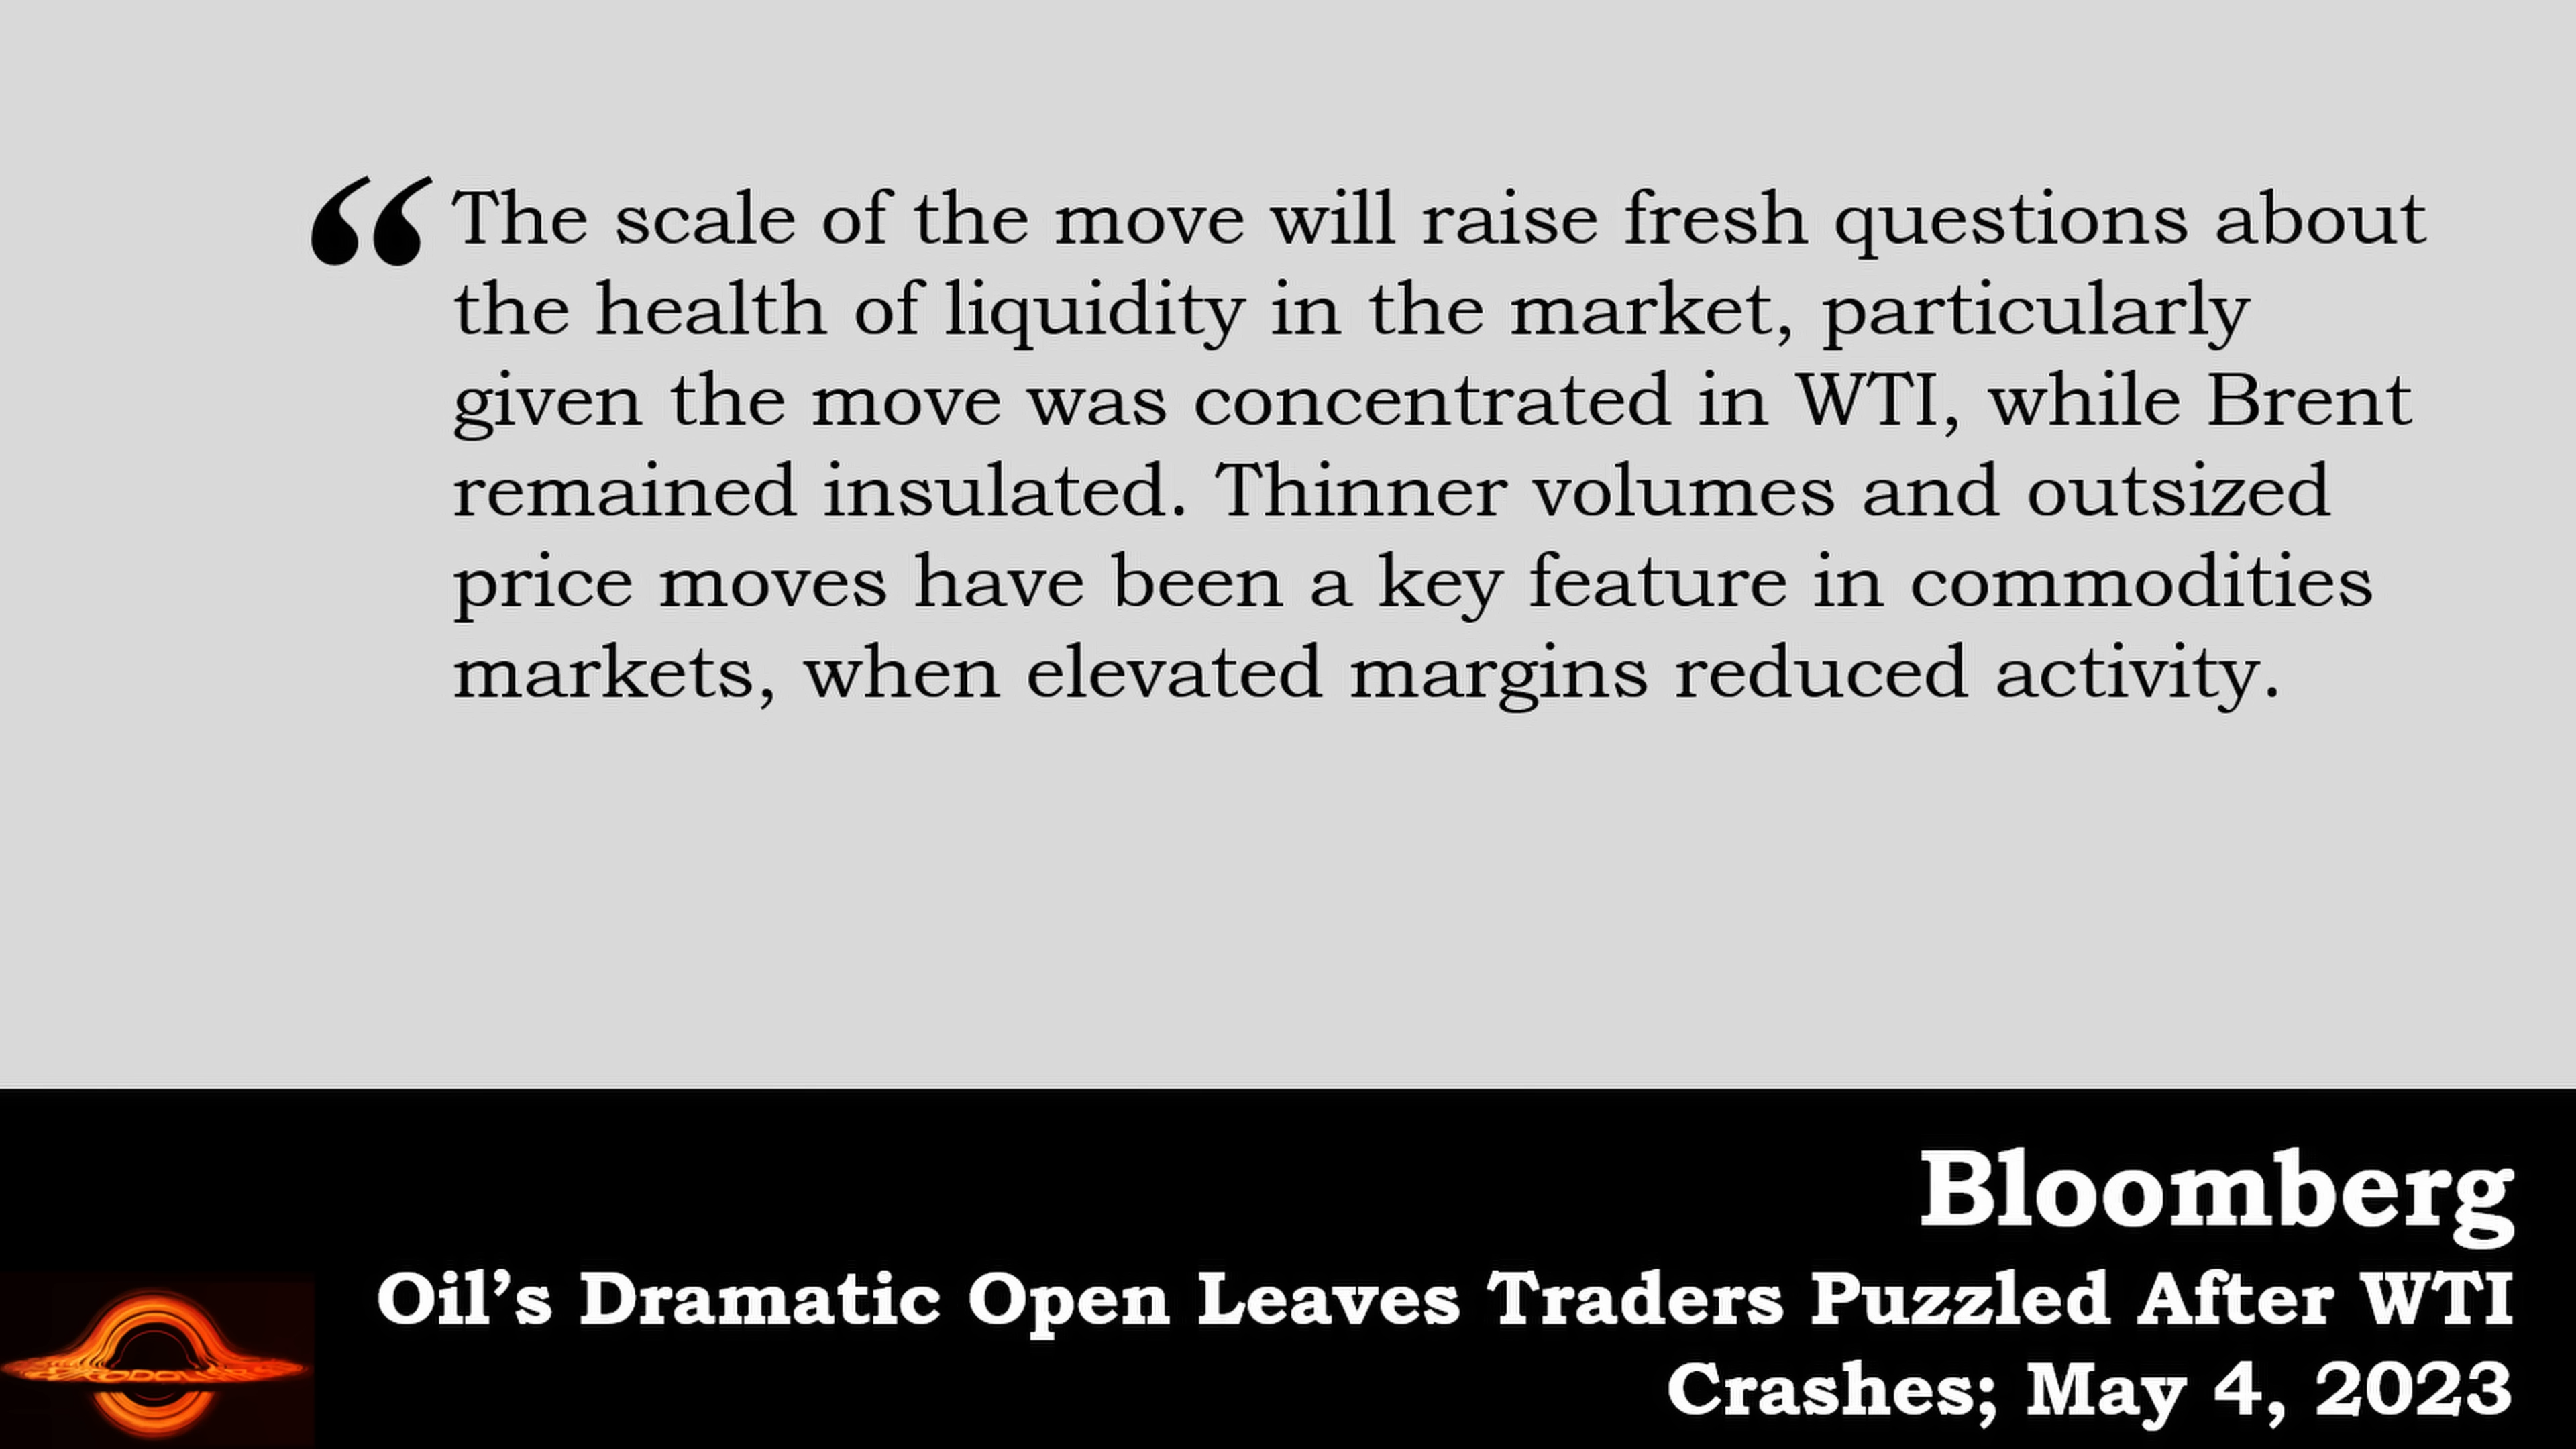 “The scale of the move will raise fresh questions about
the health of liquidity in the market, particularly
given the move was concentrated in WTI, while Brent
remained insulated. Thinner volumes and outsized
price moves have been a key feature in commodities
markets, when elevated margins reduced activity.
Bloomberg
Oil’s Dramatic Open Leaves Traders Puzzled After WTI
Crashes; May 4, 2023